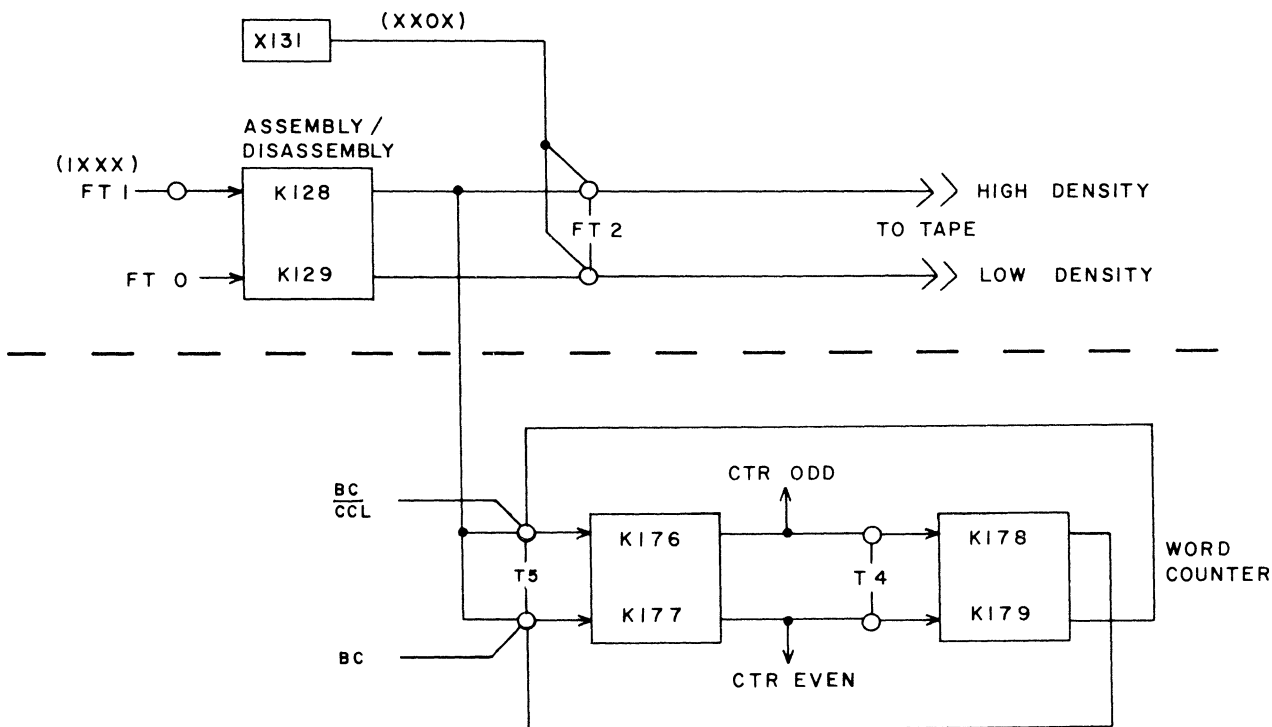 (XX0X)
X131
ASSEMBLY /
DISASSEMBLY
(1XXX)
FT 1
K128
HIGH DENSITY
FT 2
TO TAPE
FT 0
K129
LOW DENSITY
CTR ODD
BC
CCL
K176
K178
T5
T4
WORD
COUNTER
K177
K179
BC
CTR EVEN